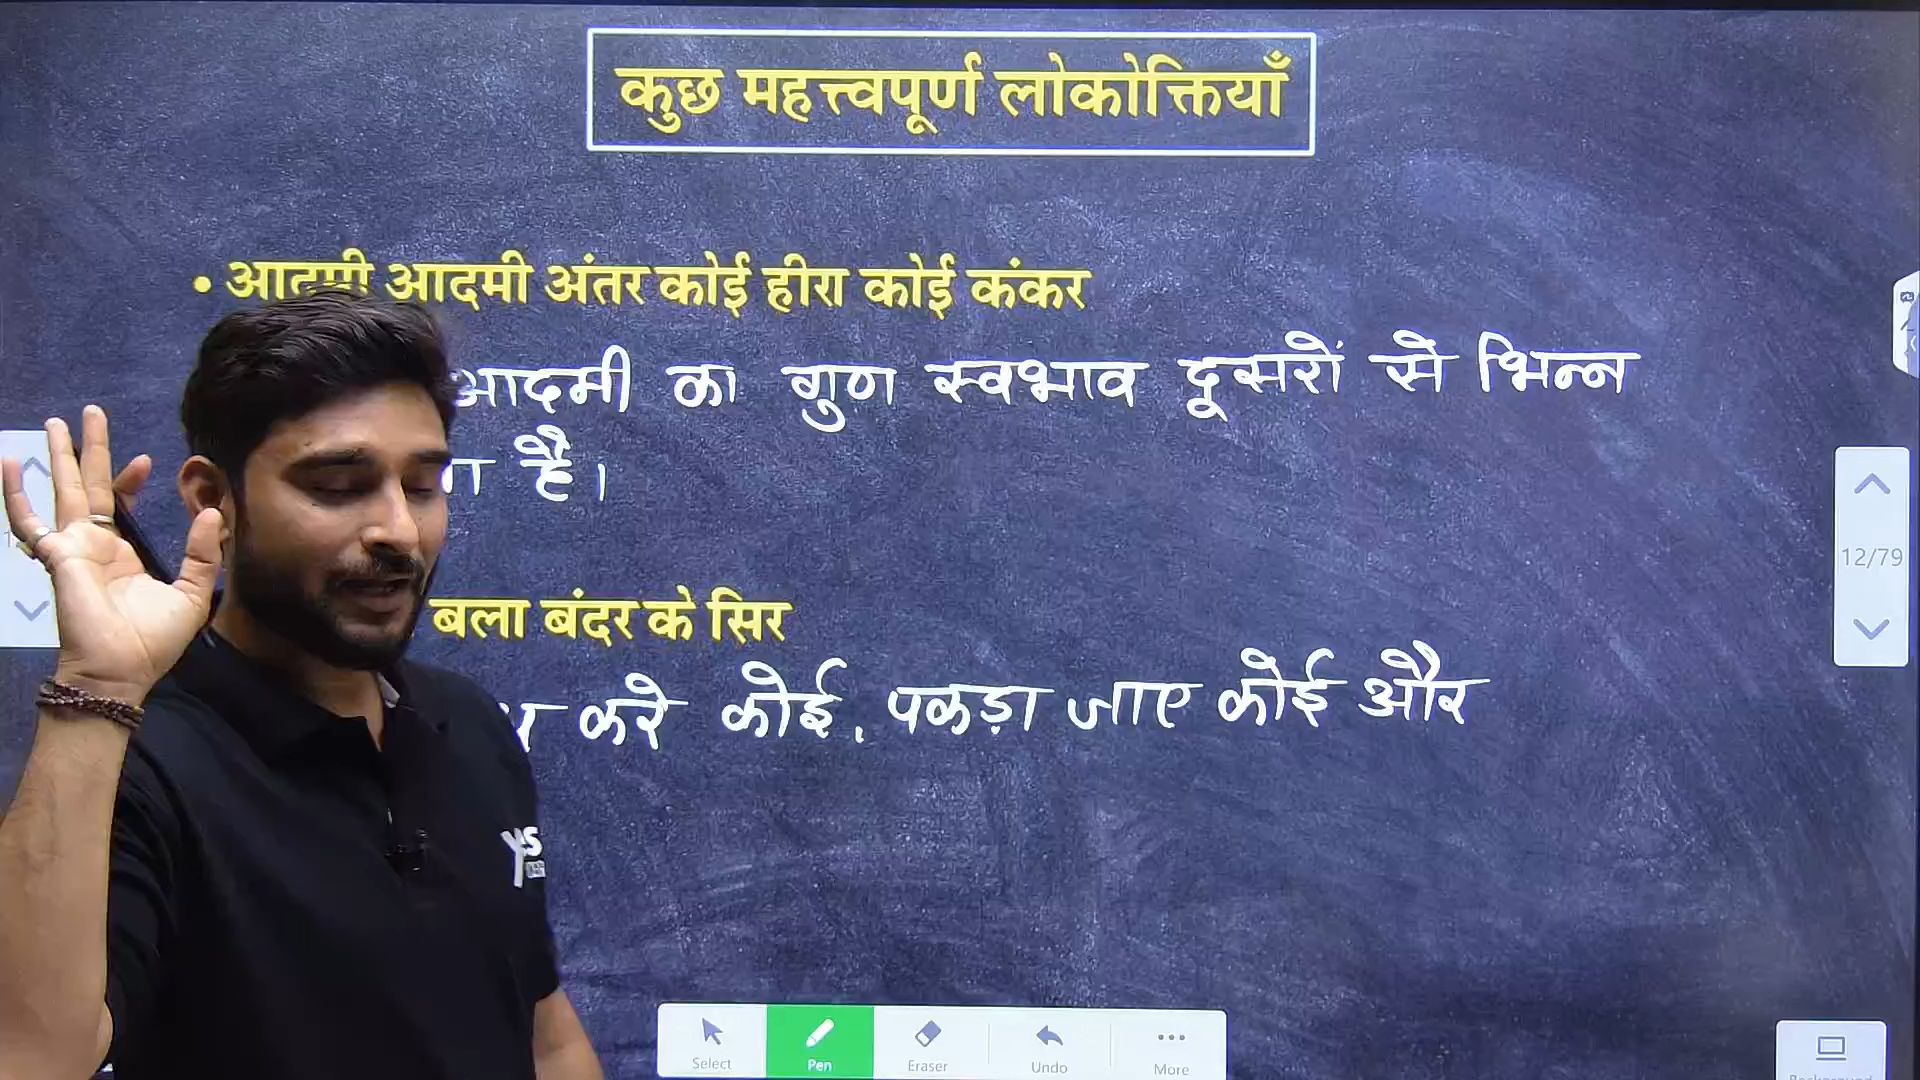 कुछ महत्त्वपूर्ण लोकोक्तियाँ
• आदमी आदमी अंतर कोई हीरा कोई कंकर
आदमी का गुण स्वभाव दूसरों से भिन्न
है।
बला बंदर के सिर
करे कोई, पकड़ा जाए कोई और
12/79
YES
Select
Pen
Eraser
Undo
More